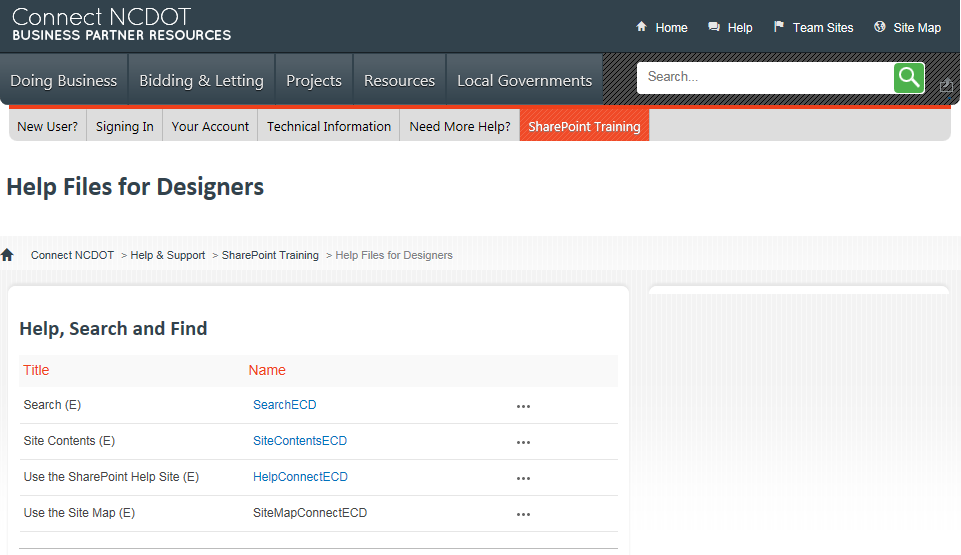 Connect NCDOT
BUSINESS PARTNER RESOURCES
Home Help Team Sites Site Map
Doing Business Bidding & Letting Projects Resources Local Governments Search...
New User? Signing In Your Account Technical Information Need More Help? SharePoint Training
Help Files for Designers
Connect NCDOT > Help & Support > SharePoint Training > Help Files for Designers
Help, Search and Find
Title Name
Search (E) SearchECD ...
Site Contents (E) SiteContentsECD ...
Use the SharePoint Help Site (E) HelpConnectECD ...
Use the Site Map (E) SiteMapConnectECD ...